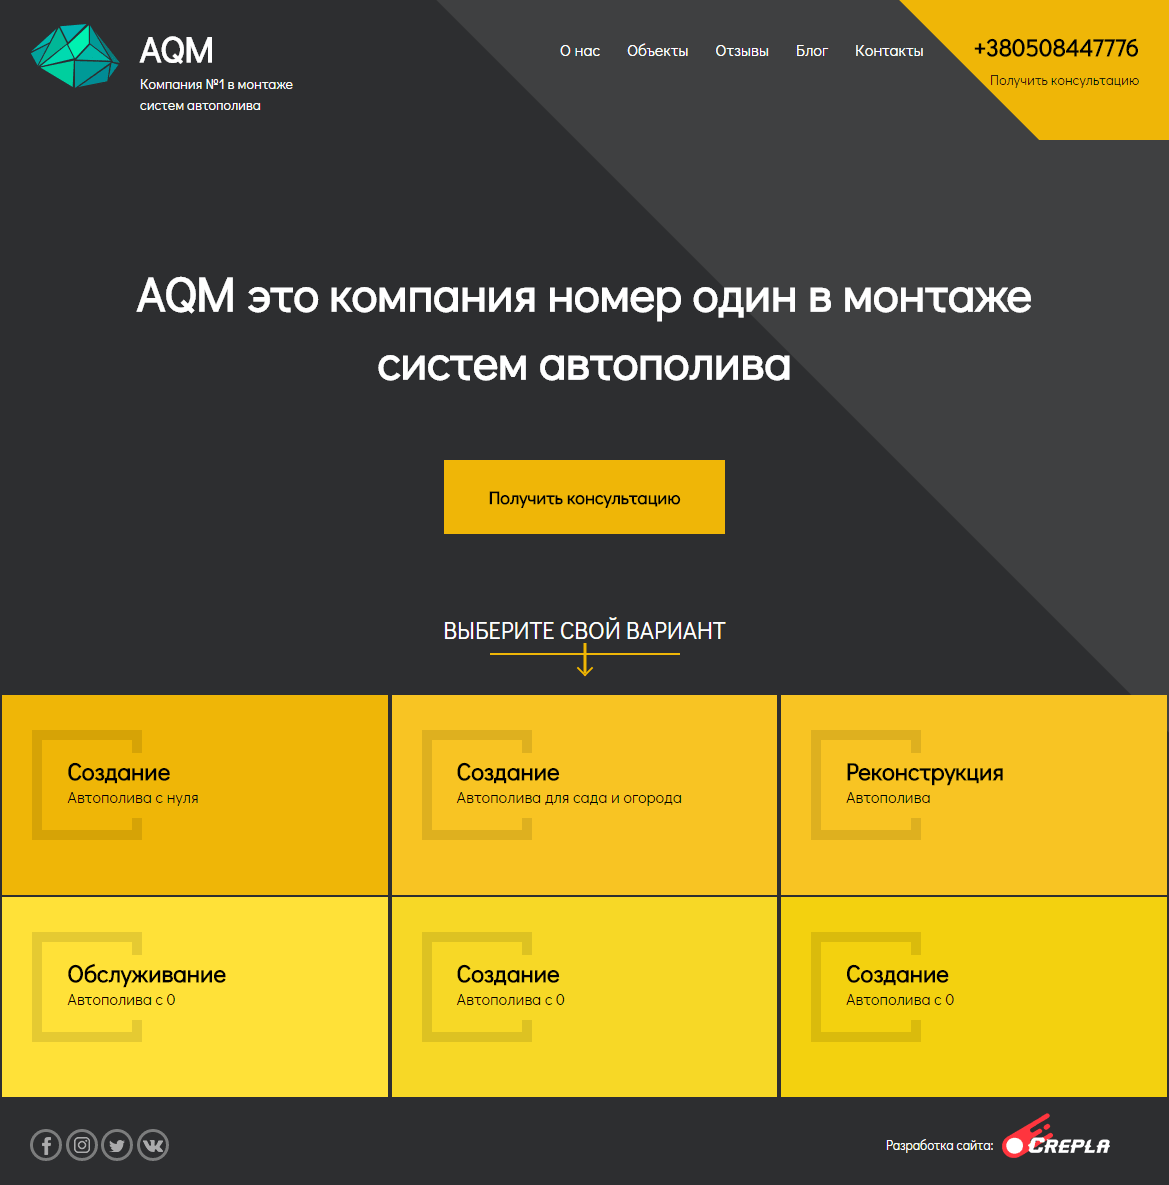 AQM
Компания №1 в монтаже
систем автополива
О нас
Объекты
Отзывы
Блог
Контакты
+380508447776
Получить консультацию
AQM это компания номер один в монтаже
систем автополива
Получить консультацию
ВЫБЕРИТЕ СВОЙ ВАРИАНТ
Создание
Автополива с нуля
Создание
Автополива для сада и огорода
Реконструкция
Автополива
Обслуживание
Автополива с 0
Создание
Автополива с 0
Создание
Автополива с 0
Разработка сайта:
CREPLA